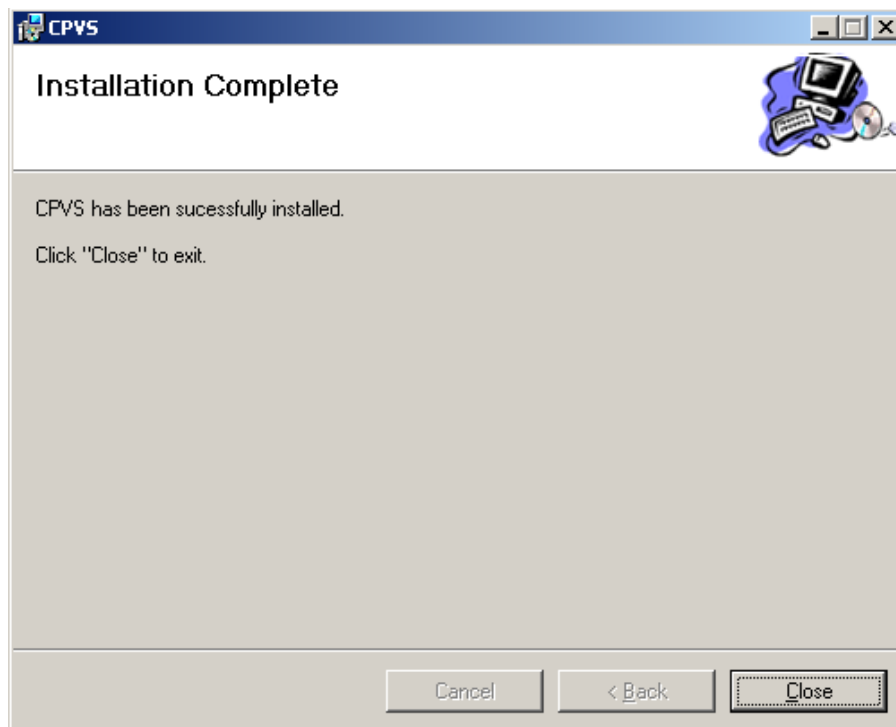 CPVS
Installation Complete
CPVS has been sucessfully installed.
Click "Close" to exit.
Cancel
< Back
Close